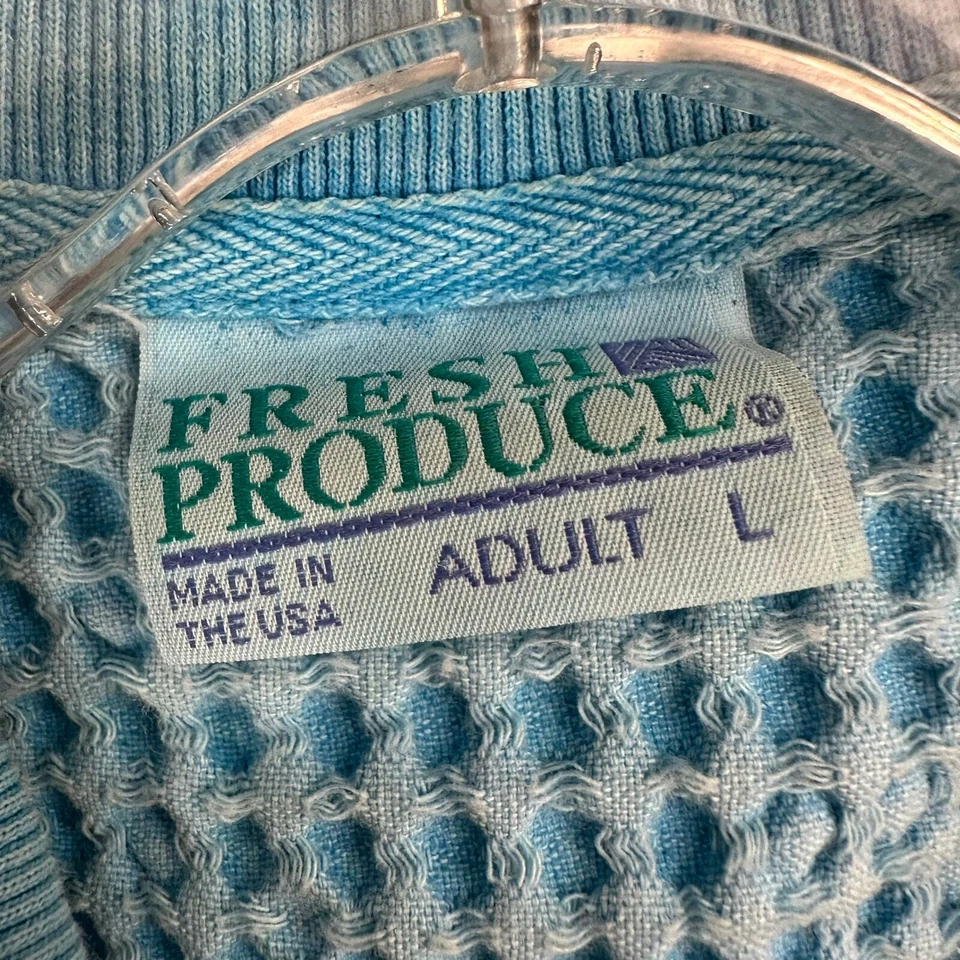 FRESH
PRODUCE®
MADE IN ADULT L
THE USA